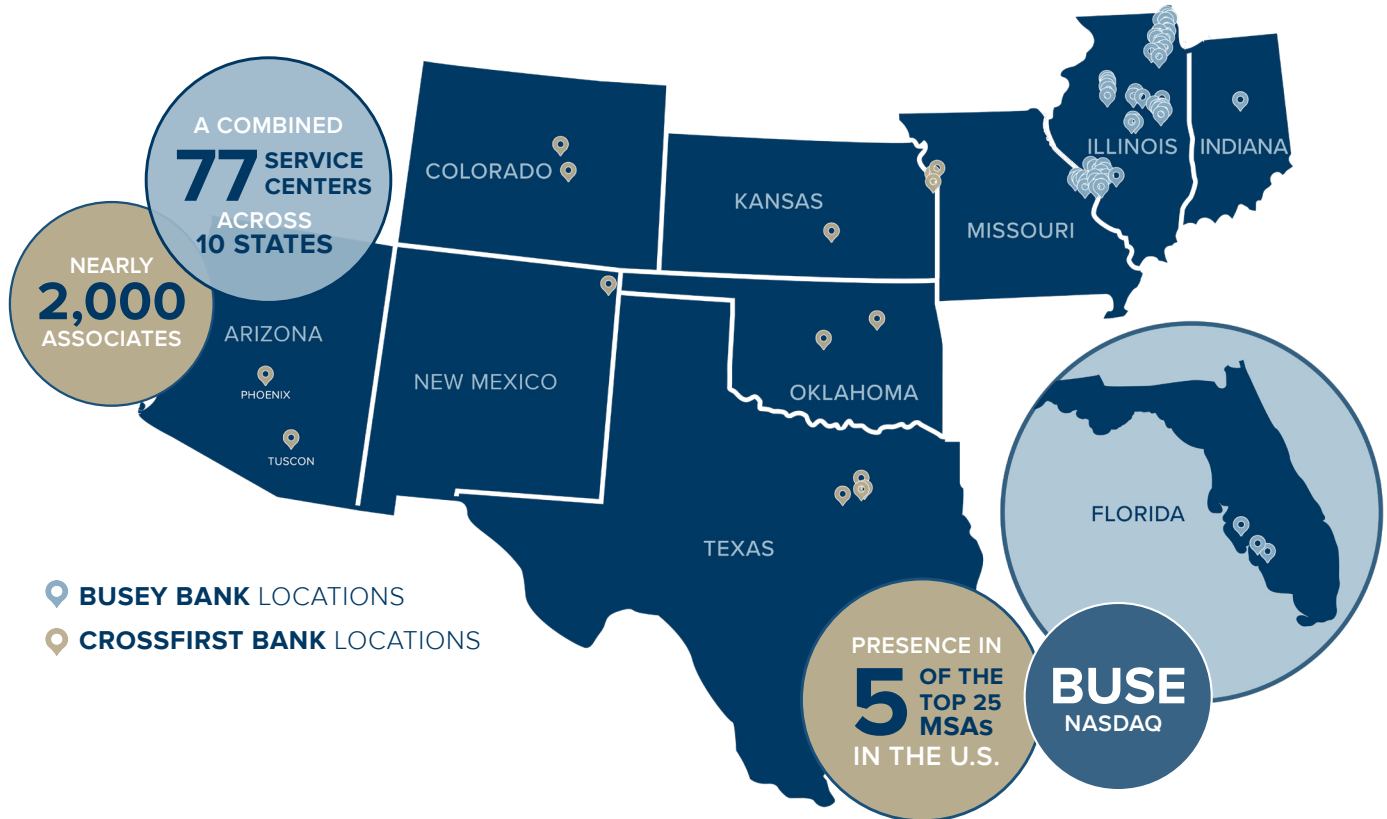 A COMBINED
77 SERVICE
CENTERS
ACROSS
10 STATES
NEARLY
2,000
ASSOCIATES
COLORADO
KANSAS
MISSOURI
ILLINOIS
INDIANA
ARIZONA
PHOENIX
TUSCON
NEW MEXICO
OKLAHOMA
TEXAS
FLORIDA
BUSEY BANK LOCATIONS
CROSSFIRST BANK LOCATIONS
PRESENCE IN
5 OF THE
TOP 25
MSAs
IN THE U.S.
BUSE
NASDAQ